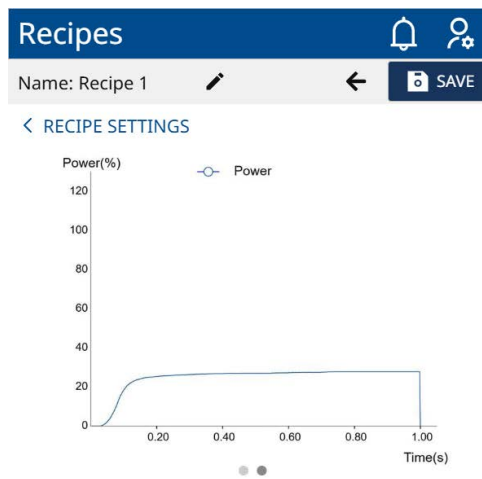 Recipes
Name: Recipe 1
SAVE
RECIPE SETTINGS
Power(%)
Power
120
100
80
60
40
20
0
0.20 0.40 0.60 0.80 1.00
Time(s)